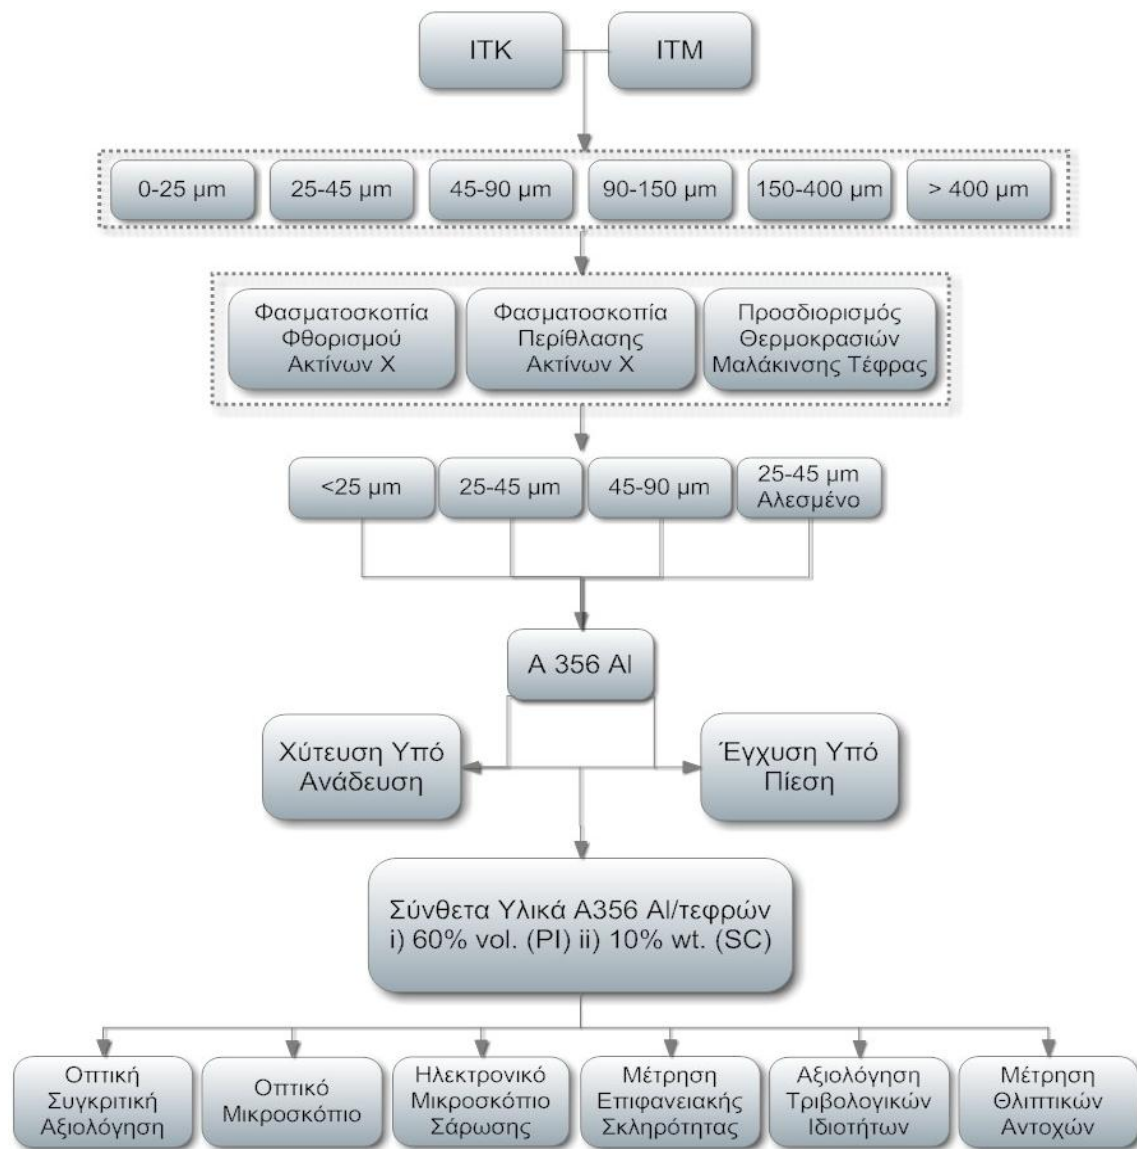 ΙΤΚ
ΙΤΜ
0-25 μm
25-45 μm
45-90 μm
90-150 μm
150-400 μm
> 400 μm
Φασματοσκοπία
Φθορισμού
Ακτίνων Χ
Φασματοσκοπία
Περίθλασης
Ακτίνων Χ
Προσδιορισμός
Θερμοκρασιών
Μαλάκινσης Τέφρας
<25 μm
25-45 μm
45-90 μm
25-45 μm
Αλεσμένο
A 356 Al
Χύτευση Υπό
Ανάδευση
Έγχυση Υπό
Πίεση
Σύνθετα Υλικά A356 Al/τεφρών
i) 60% vol. (PI) ii) 10% wt. (SC)
Οπτική
Συγκριτική
Αξιολόγηση
Οπτικό
Μικροσκόπιο
Ηλεκτρονικό
Μικροσκόπιο
Σάρωσης
Μέτρηση
Επιφανειακής
Σκληρότητας
Αξιολόγηση
Τριβολογικών
Ιδιοτήτων
Μέτρηση
Θλιπτικών
Αντοχών